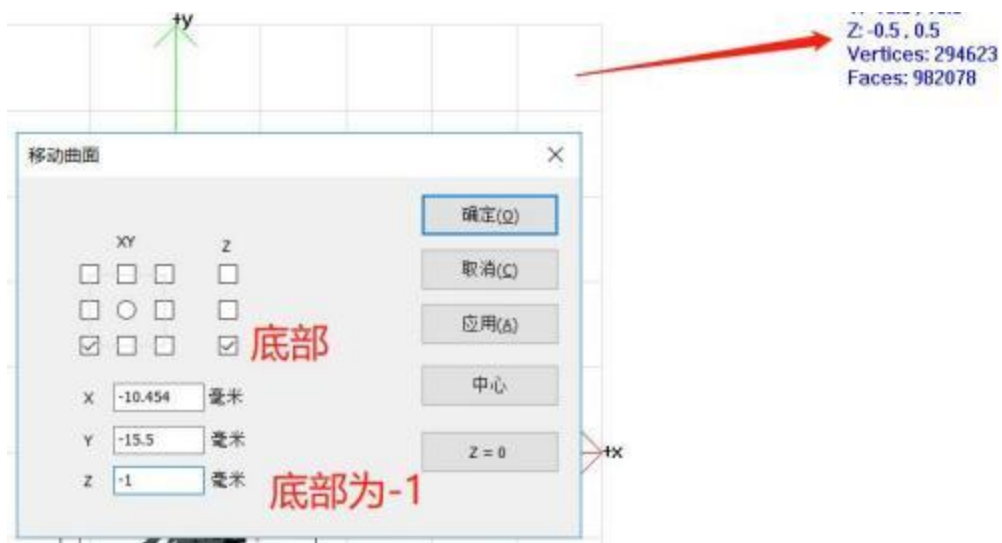 +y
Z: -0.5 , 0.5
Vertices: 294623
Faces: 982078
移动曲面
确定(O)
XY
Z
取消(C)
应用(A)
底部
中心
X -10.454 毫米
Y -15.5 毫米
Z = 0
+x
Z -1 毫米
底部为-1